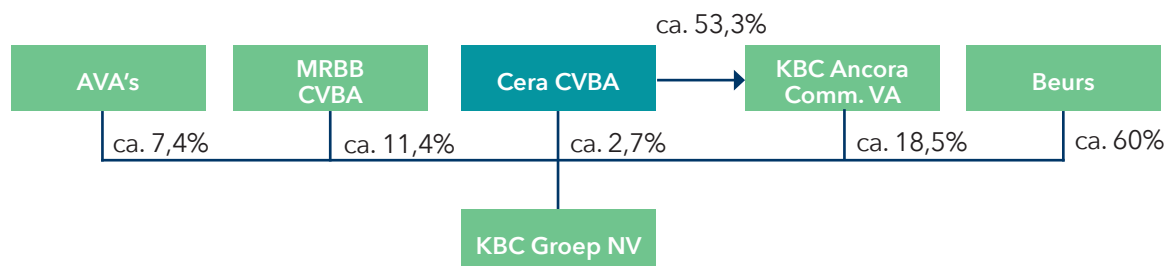 ca. 53,3%
AVA's
MRBB
CVBA
Cera CVBA
KBC Ancora
Comm. VA
Beurs
ca. 7,4%
ca. 11,4%
ca. 2,7%
ca. 18,5%
ca. 60%
KBC Groep NV